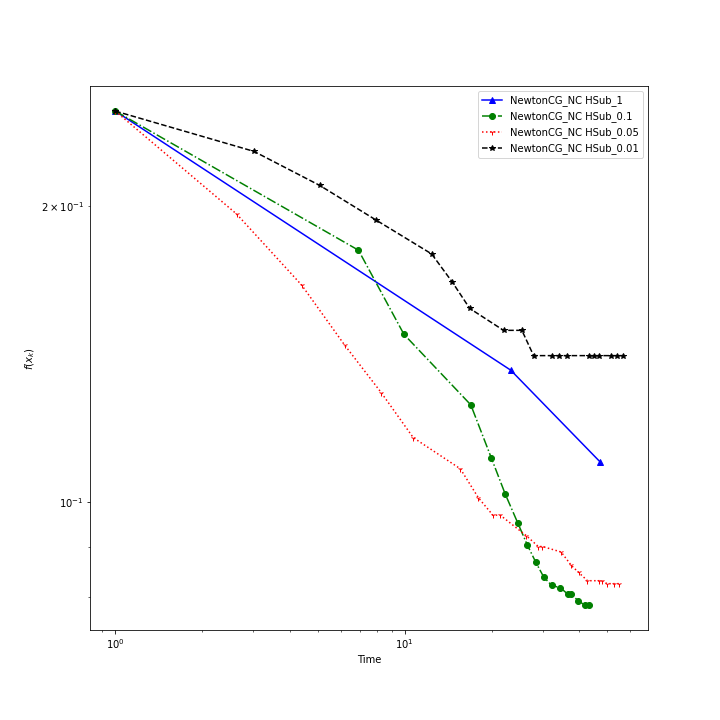 NewtonCG_NC HSub_1
NewtonCG_NC HSub_0.1
NewtonCG_NC HSub_0.05
NewtonCG_NC HSub_0.01
2 × 10⁻¹
f(xₖ)
10⁻¹
10⁰ 10¹
Time